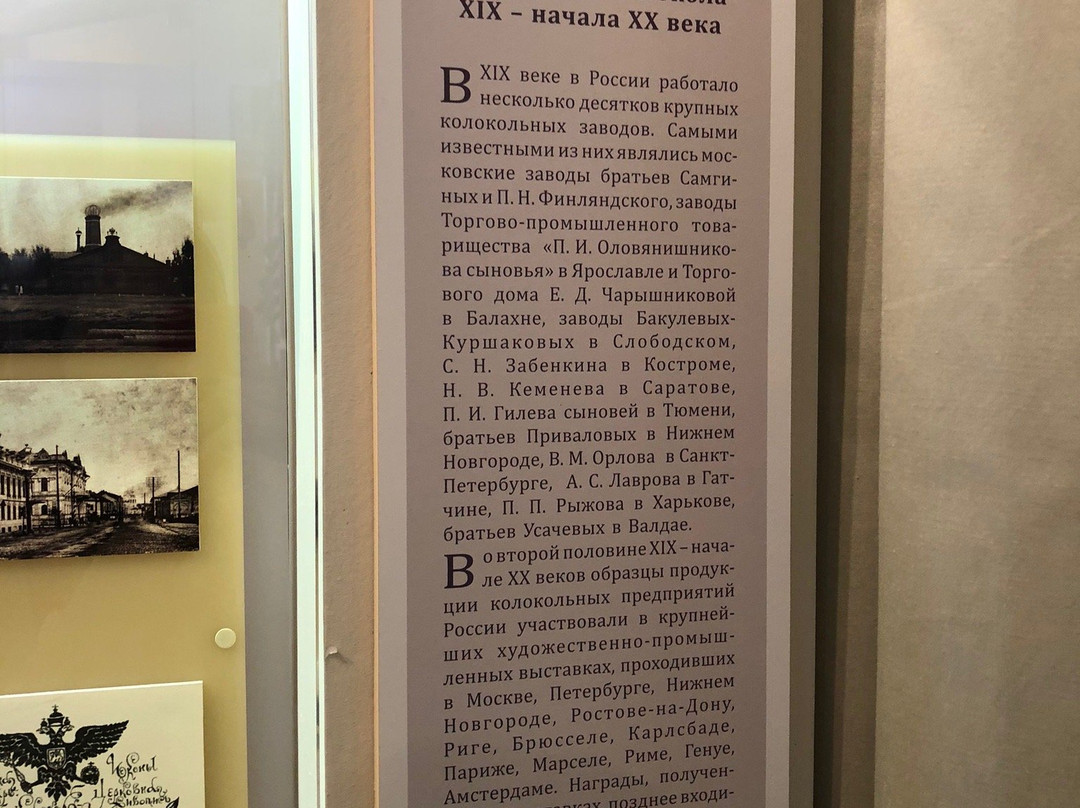 XIX – начала XX века
В XIX веке в России работало
несколько десятков крупных
колокольных заводов. Самыми
известными из них являлись мос-
ковские заводы братьев Самги-
ных и П. Н. Финляндского, заводы
Торгово-промышленного това-
рищества «П. И. Оловянишнико-
ва сыновья» в Ярославле и Торго-
вого дома Е. Д. Чарышниковой
в Балахне, заводы Бакулевых-
Куршаковых в Слободском,
С. Н. Забенкина в Костроме,
Н. В. Кеменева в Саратове,
П. И. Гилева сыновей в Тюмени,
братьев Приваловых в Нижнем
Новгороде, В. М. Орлова в Санкт-
Петербурге, А. С. Лаврова в Гат-
чине, П. П. Рыжова в Харькове,
братьев Усачевых в Валдае.
Во второй половине XIX – нача-
ле XX веков образцы продук-
ции колокольных предприятий
России участвовали в крупней-
ших художественно-промыш-
ленных выставках, проходивших
в Москве, Петербурге, Нижнем
Новгороде, Ростове-на-Дону,
Риге, Брюсселе, Карлсбаде,
Париже, Марселе, Риме, Генуе,
Амстердаме. Награды, получен-
позднее входи-